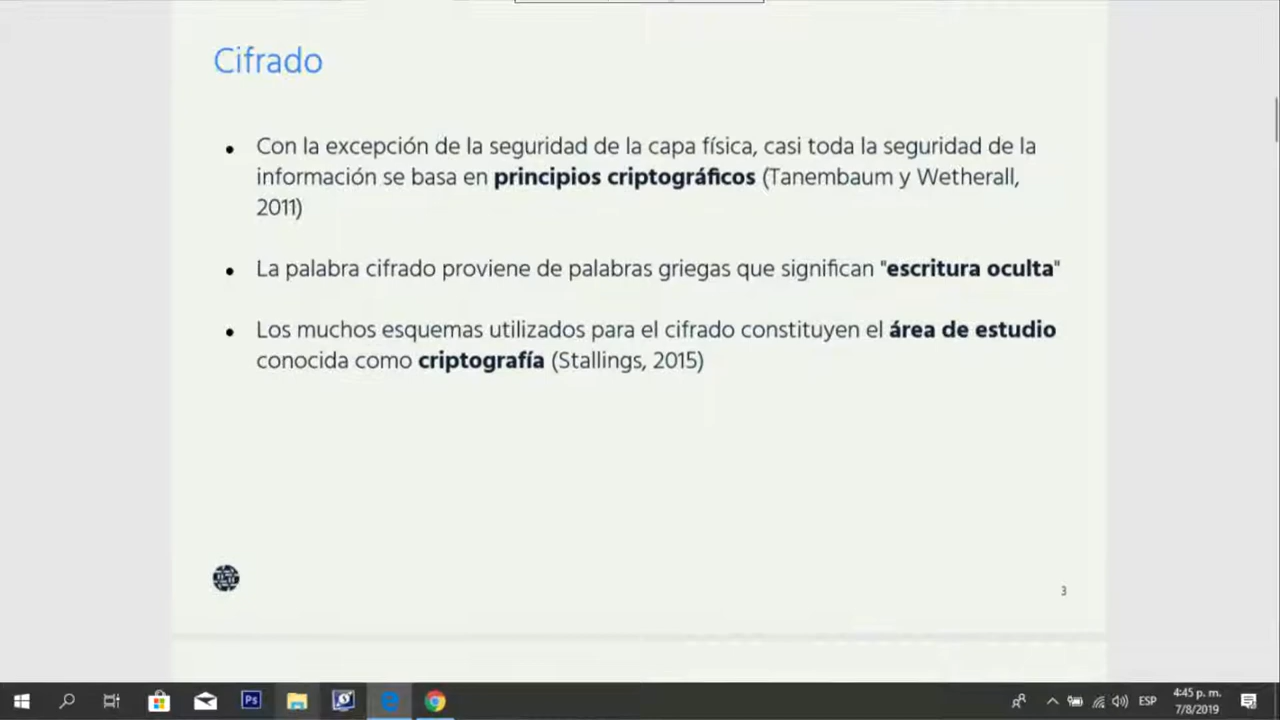 Cifrado
• Con la excepción de la seguridad de la capa física, casi toda la seguridad de la
información se basa en principios criptográficos (Tanembaum y Wetherall,
2011)
• La palabra cifrado proviene de palabras griegas que significan "escritura oculta"
• Los muchos esquemas utilizados para el cifrado constituyen el área de estudio
conocida como criptografía (Stallings, 2015)
3
Ps
ESP
4:45 p. m.
7/8/2019